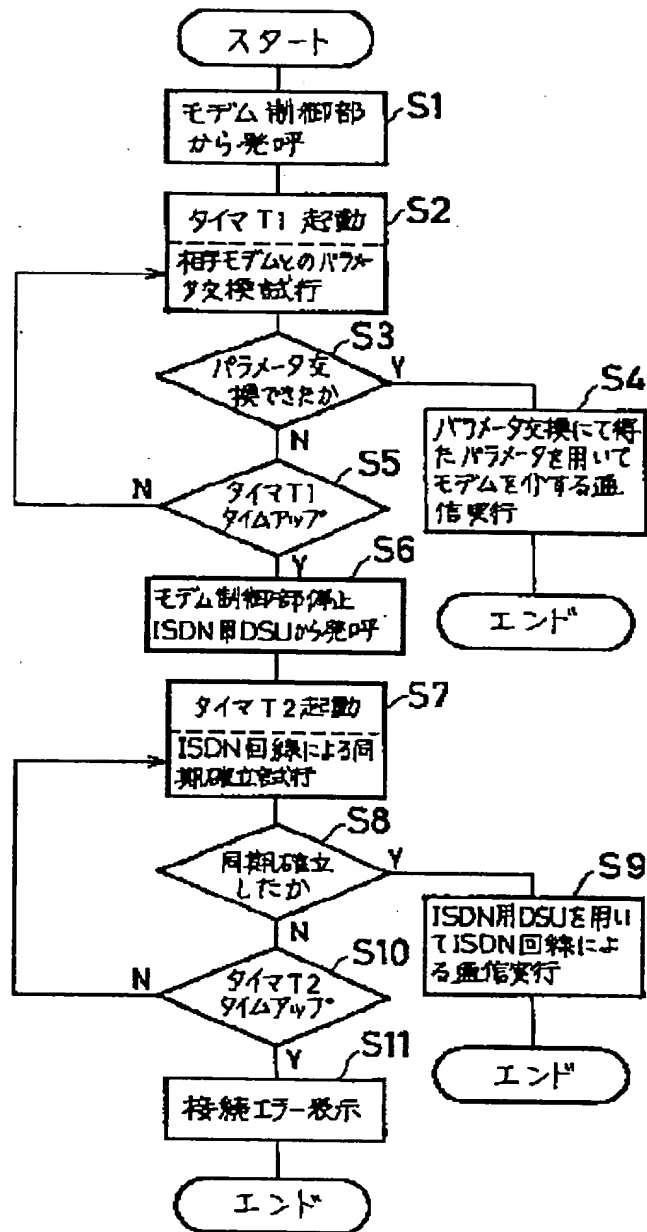 スタート
S1
モデム制御部
から発呼
S2
タイマT1起動
相手モデムとのパラメー
タ交換試行
S3
パラメータ交
換できたか
Y
N
S4
パラメータ交換にて得
たパラメータを用いて
モデムを介する通
信実行
エンド
S5
タイマT1
タイムアップ
N
Y
S6
モデム制御部停止
ISDN用DSUから発呼
S7
タイマT2起動
ISDN回線による同
期確立試行
S8
同期確立
したか
Y
N
S9
ISDN用DSUを用い
てISDN回線によ
る通信実行
エンド
S10
タイマT2
タイムアップ
N
Y
S11
接続エラー表示
エンド